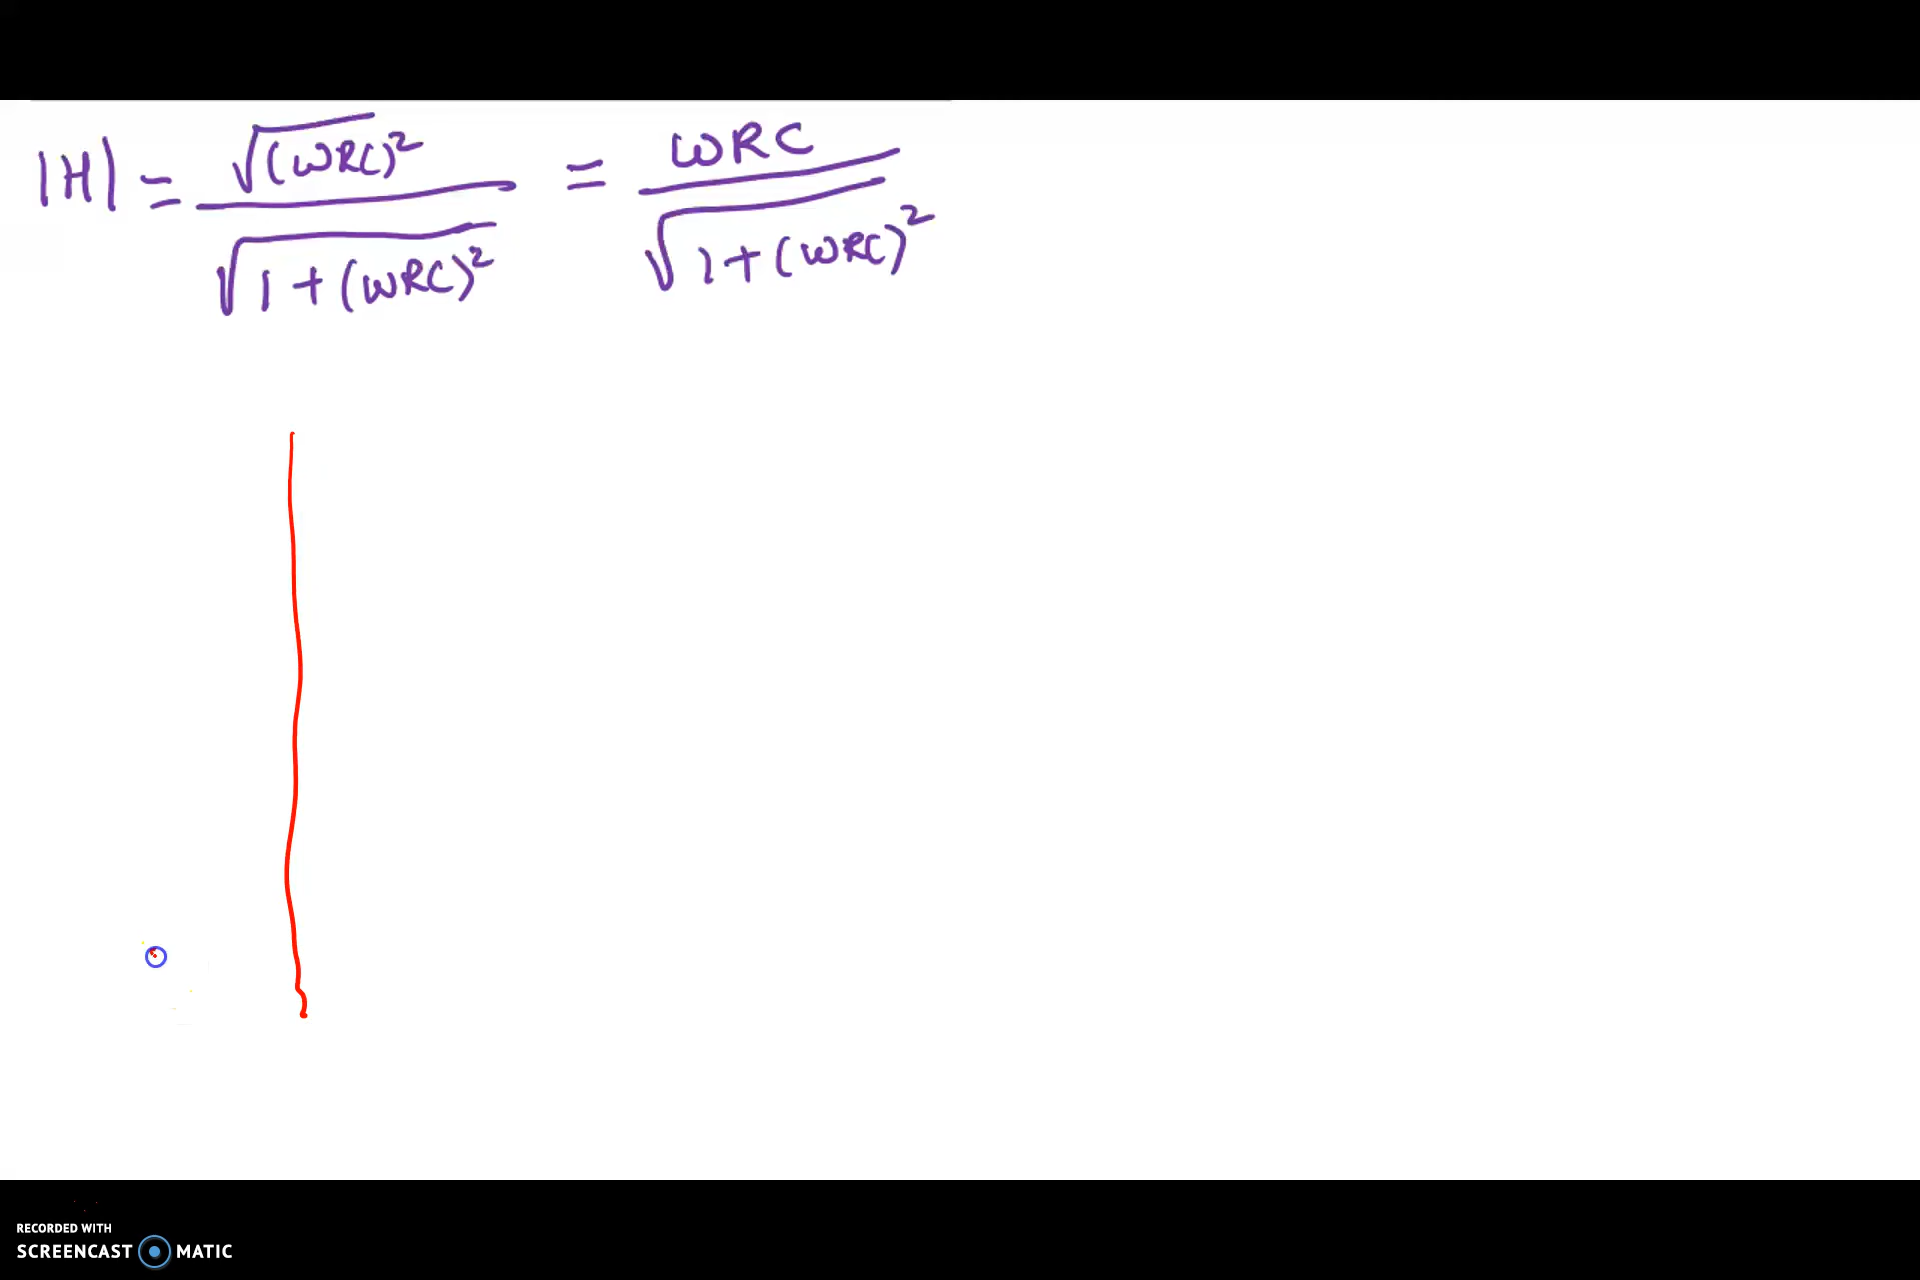 |H| = √(ωRC)² / √(1 + (ωRC)²) = ωRC / √(1 + (ωRC)²)
RECORDED WITH
SCREENCAST MATIC